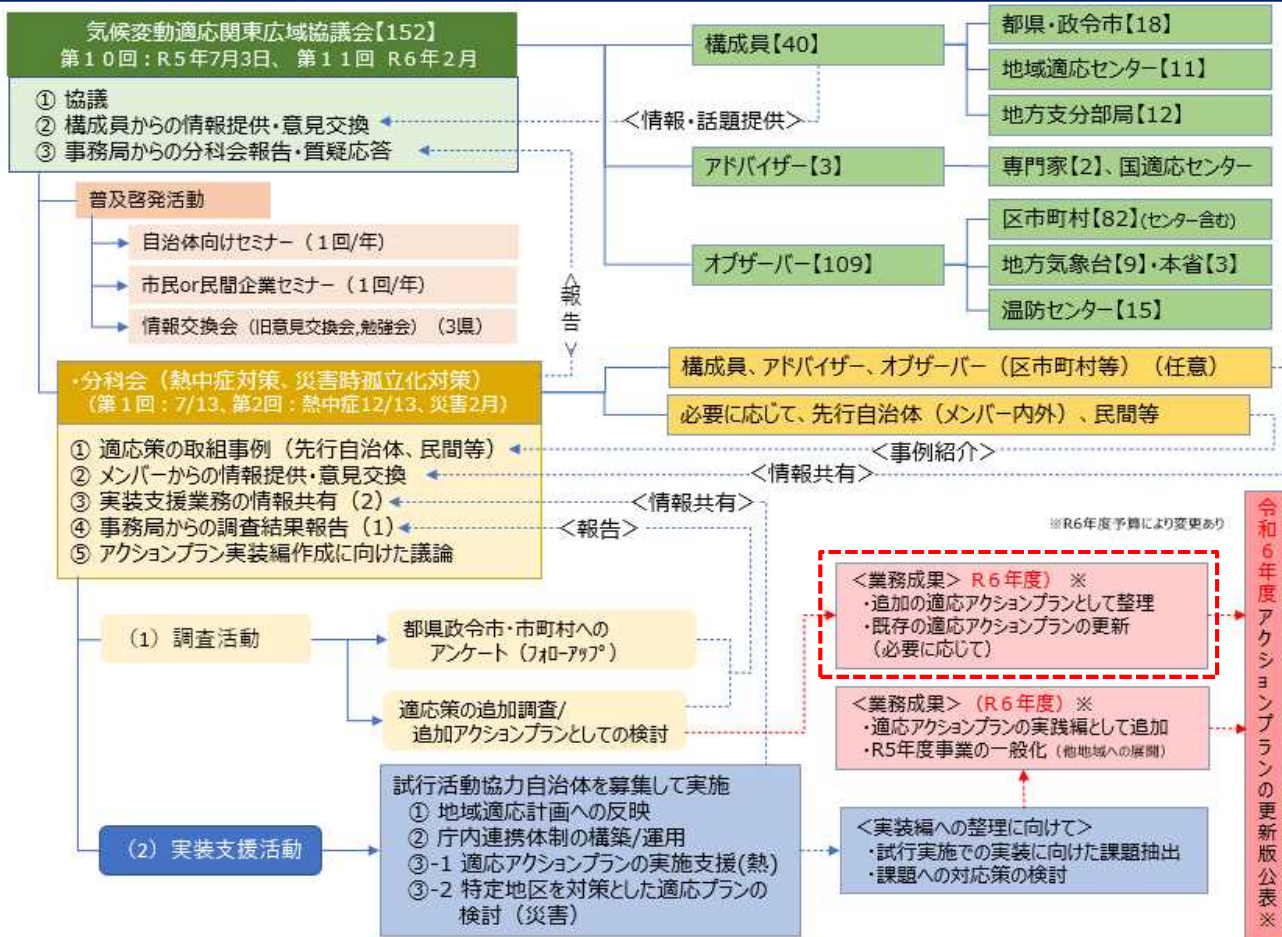 気候変動適応関東広域協議会【152】
第10回：R5年7月3日、 第11回 R6年2月
① 協議
② 構成員からの情報提供・意見交換
③ 事務局からの分科会報告・質疑応答
構成員【40】
都県・政令市【18】
地域適応センター【11】
地方支分部局【12】
＜情報・話題提供＞
アドバイザー【3】
専門家【2】、国適応センター
オブザーバー【109】
区市町村【82】(センター含む)
地方気象台【9】・本省【3】
温防センター【15】
普及啓発活動
自治体向けセミナー（１回/年）
市民or民間企業セミナー（１回/年）
情報交換会（旧意見交換会,勉強会）（3県）
＜報告＞
・分科会（熱中症対策、災害時孤立化対策）
（第１回：7/13、第2回：熱中症12/13、災害2月）
① 適応策の取組事例（先行自治体、民間等）
② メンバーからの情報提供・意見交換
③ 実装支援業務の情報共有（2）
④ 事務局からの調査結果報告（1）
⑤ アクションプラン実装編作成に向けた議論
構成員、アドバイザー、オブザーバー（区市町村等）（任意）
必要に応じて、先行自治体（メンバー内外）、民間等
＜事例紹介＞
＜情報共有＞
＜情報共有＞
＜報告＞
※R6年度予算により変更あり
（1）調査活動
都県政令市・市町村への
アンケート（ﾌｫﾛｰｱｯﾌﾟ）
適応策の追加調査/
追加アクションプランとしての検討
＜業務成果＞ R６年度） ※
・追加の適応アクションプランとして整理
・既存の適応アクションプランの更新
（必要に応じて）
＜業務成果＞（R６年度） ※
・適応アクションプランの実践編として追加
・R5年度事業の一般化（他地域への展開）
令和６年度アクションプランの更新版公表※
（2）実装支援活動
試行活動協力自治体を募集して実施
① 地域適応計画への反映
② 庁内連携体制の構築/運用
③-1 適応アクションプランの実施支援(熱)
③-2 特定地区を対策とした適応プランの
検討（災害）
＜実装編への整理に向けて＞
・試行実施での実装に向けた課題抽出
・課題への対応策の検討